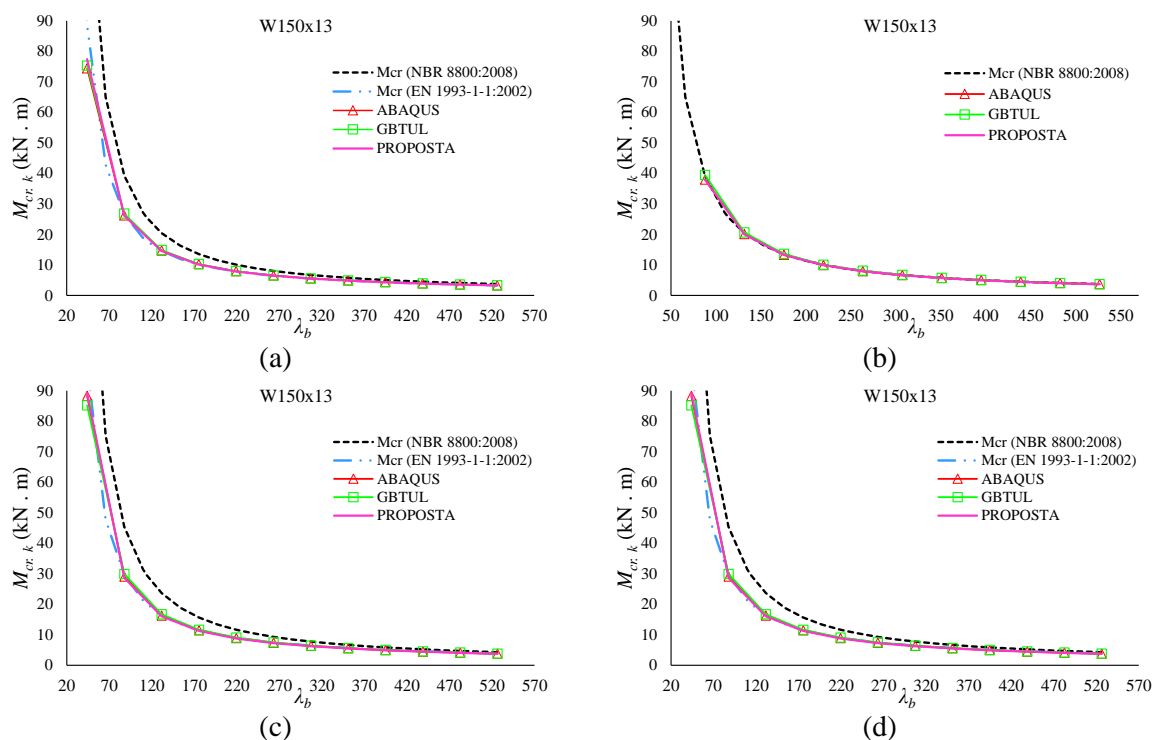 W150x13
90
80
70
60
50
40
30
20
10
0
M cr. k (kN . m)
Mcr (NBR 8800:2008)
Mcr (EN 1993-1-1:2002)
ABAQUS
GBTUL
PROPOSTA
20 70 120 170 220 270 320 370 420 470 520 570
λb
(a)
W150x13
90
80
70
60
50
40
30
20
10
0
M cr. k (kN . m)
Mcr (NBR 8800:2008)
ABAQUS
GBTUL
PROPOSTA
50 100 150 200 250 300 350 400 450 500 550
λb
(b)
W150x13
90
80
70
60
50
40
30
20
10
0
M cr. k (kN . m)
Mcr (NBR 8800:2008)
Mcr (EN 1993-1-1:2002)
ABAQUS
GBTUL
PROPOSTA
20 70 120 170 220 270 320 370 420 470 520 570
λb
(c)
W150x13
90
80
70
60
50
40
30
20
10
0
M cr. k (kN . m)
Mcr (NBR 8800:2008)
Mcr (EN 1993-1-1:2002)
ABAQUS
GBTUL
PROPOSTA
20 70 120 170 220 270 320 370 420 470 520 570
λb
(d)